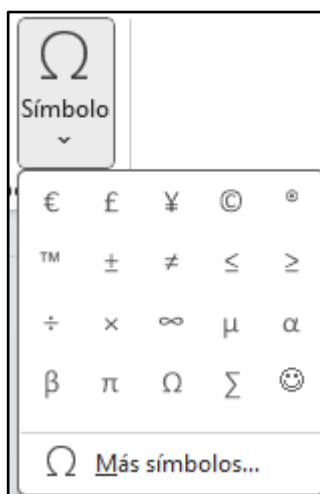 Ω
Símbolo
€ £ ¥ © ®
™ ± ≠ ≤ ≥
÷ × ∞ µ α
β π Ω ∑ ☺
Ω Más símbolos...